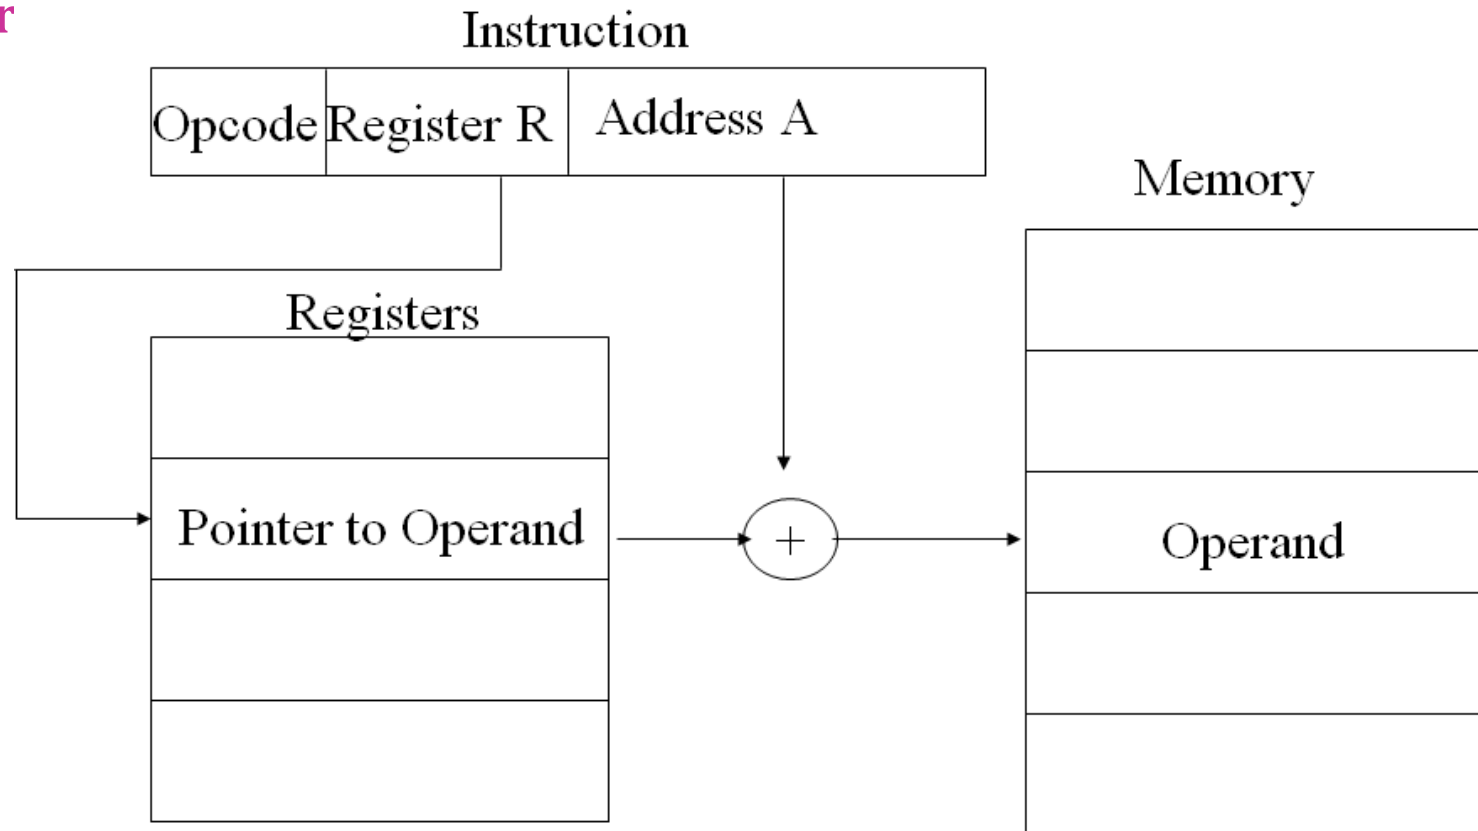 r
Instruction
Opcode Register R Address A
Memory
Registers
Pointer to Operand
+
Operand